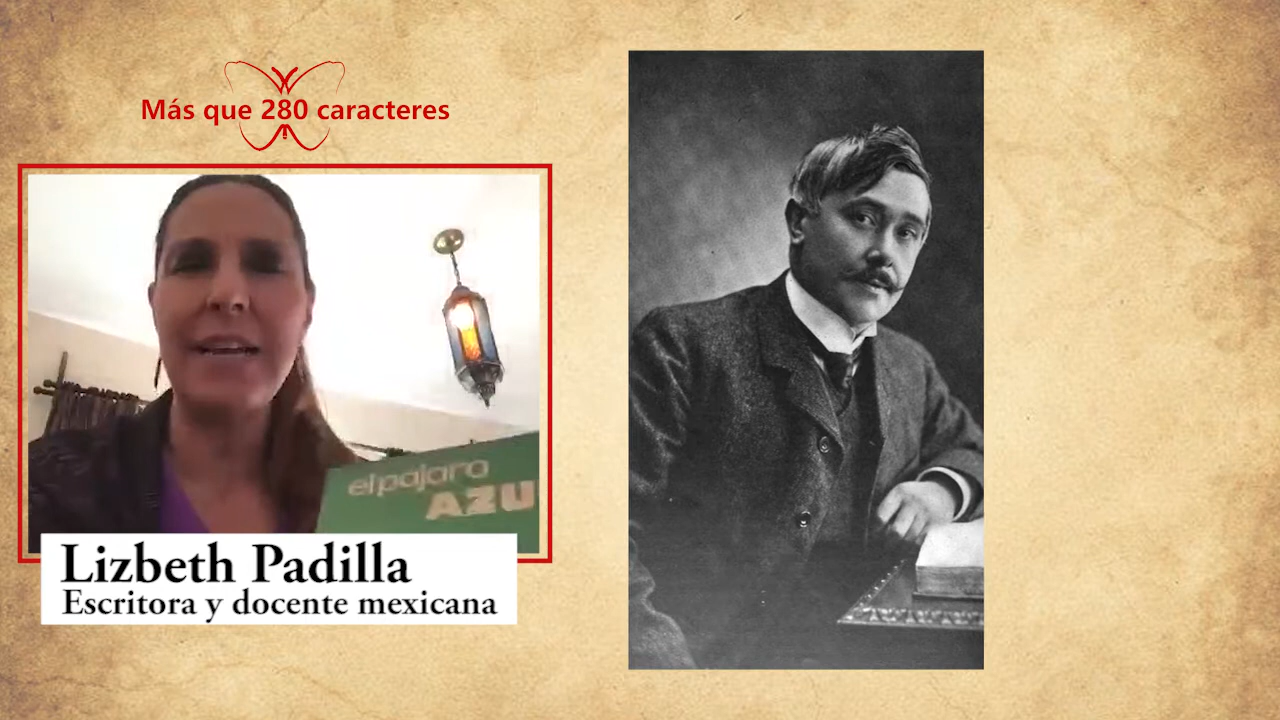 Más que 280 caracteres
el pajaro
AZU
Lizbeth Padilla
Escritora y docente mexicana